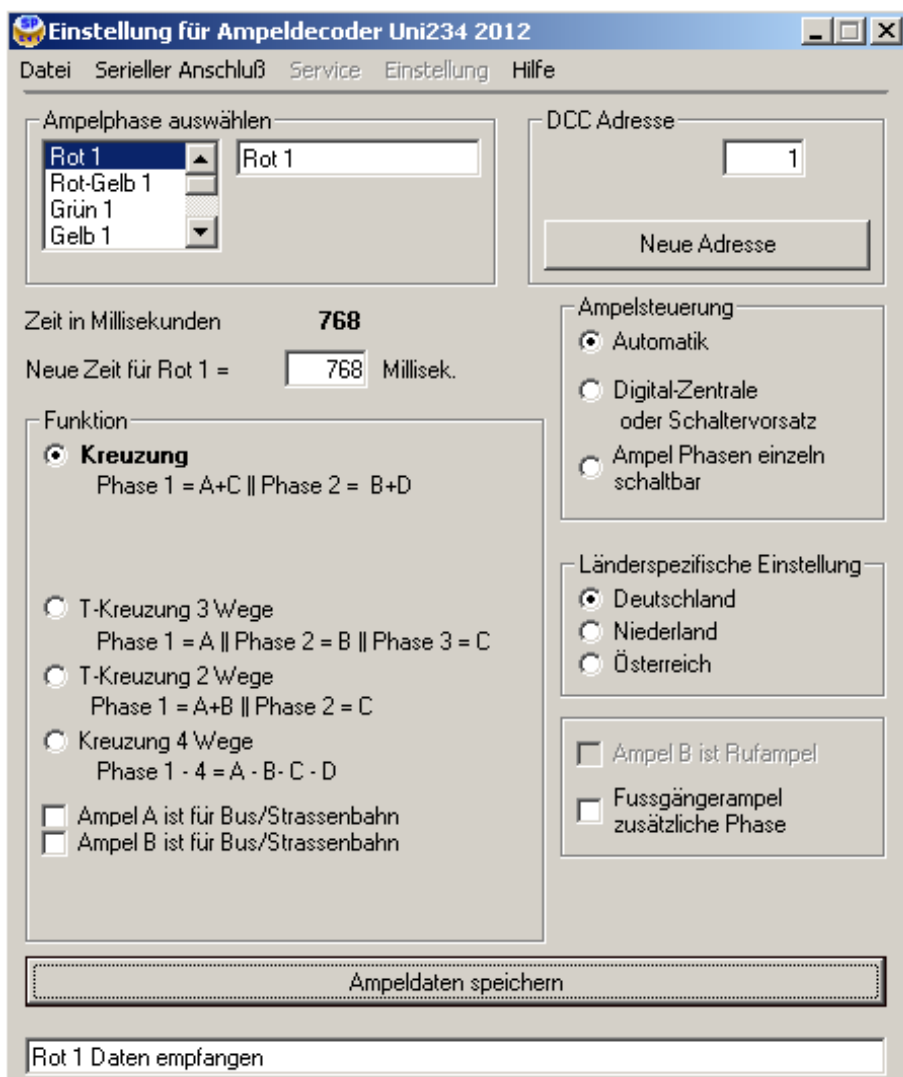 Einstellung für Ampeldecoder Uni234 2012
Datei Serieller Anschluß Service Einstellung Hilfe
Ampelphase auswählen
Rot 1
Rot-Gelb 1
Grün 1
Gelb 1
Rot 1
DCC Adresse
1
Neue Adresse
Zeit in Millisekunden 768
Neue Zeit für Rot 1 = 768 Millisek.
Ampelsteuerung
Automatik
Digital-Zentrale
oder Schaltervorsatz
Ampel Phasen einzeln
schaltbar
Funktion
Kreuzung
Phase 1 = A+C || Phase 2 = B+D
T-Kreuzung 3 Wege
Phase 1 = A || Phase 2 = B || Phase 3 = C
T-Kreuzung 2 Wege
Phase 1 = A+B || Phase 2 = C
Kreuzung 4 Wege
Phase 1 - 4 = A - B- C - D
Ampel A ist für Bus/Strassenbahn
Ampel B ist für Bus/Strassenbahn
Länderspezifische Einstellung
Deutschland
Niederland
Österreich
Ampel B ist Rufampel
Fussgängerampel
zusätzliche Phase
Ampeldaten speichern
Rot 1 Daten empfangen